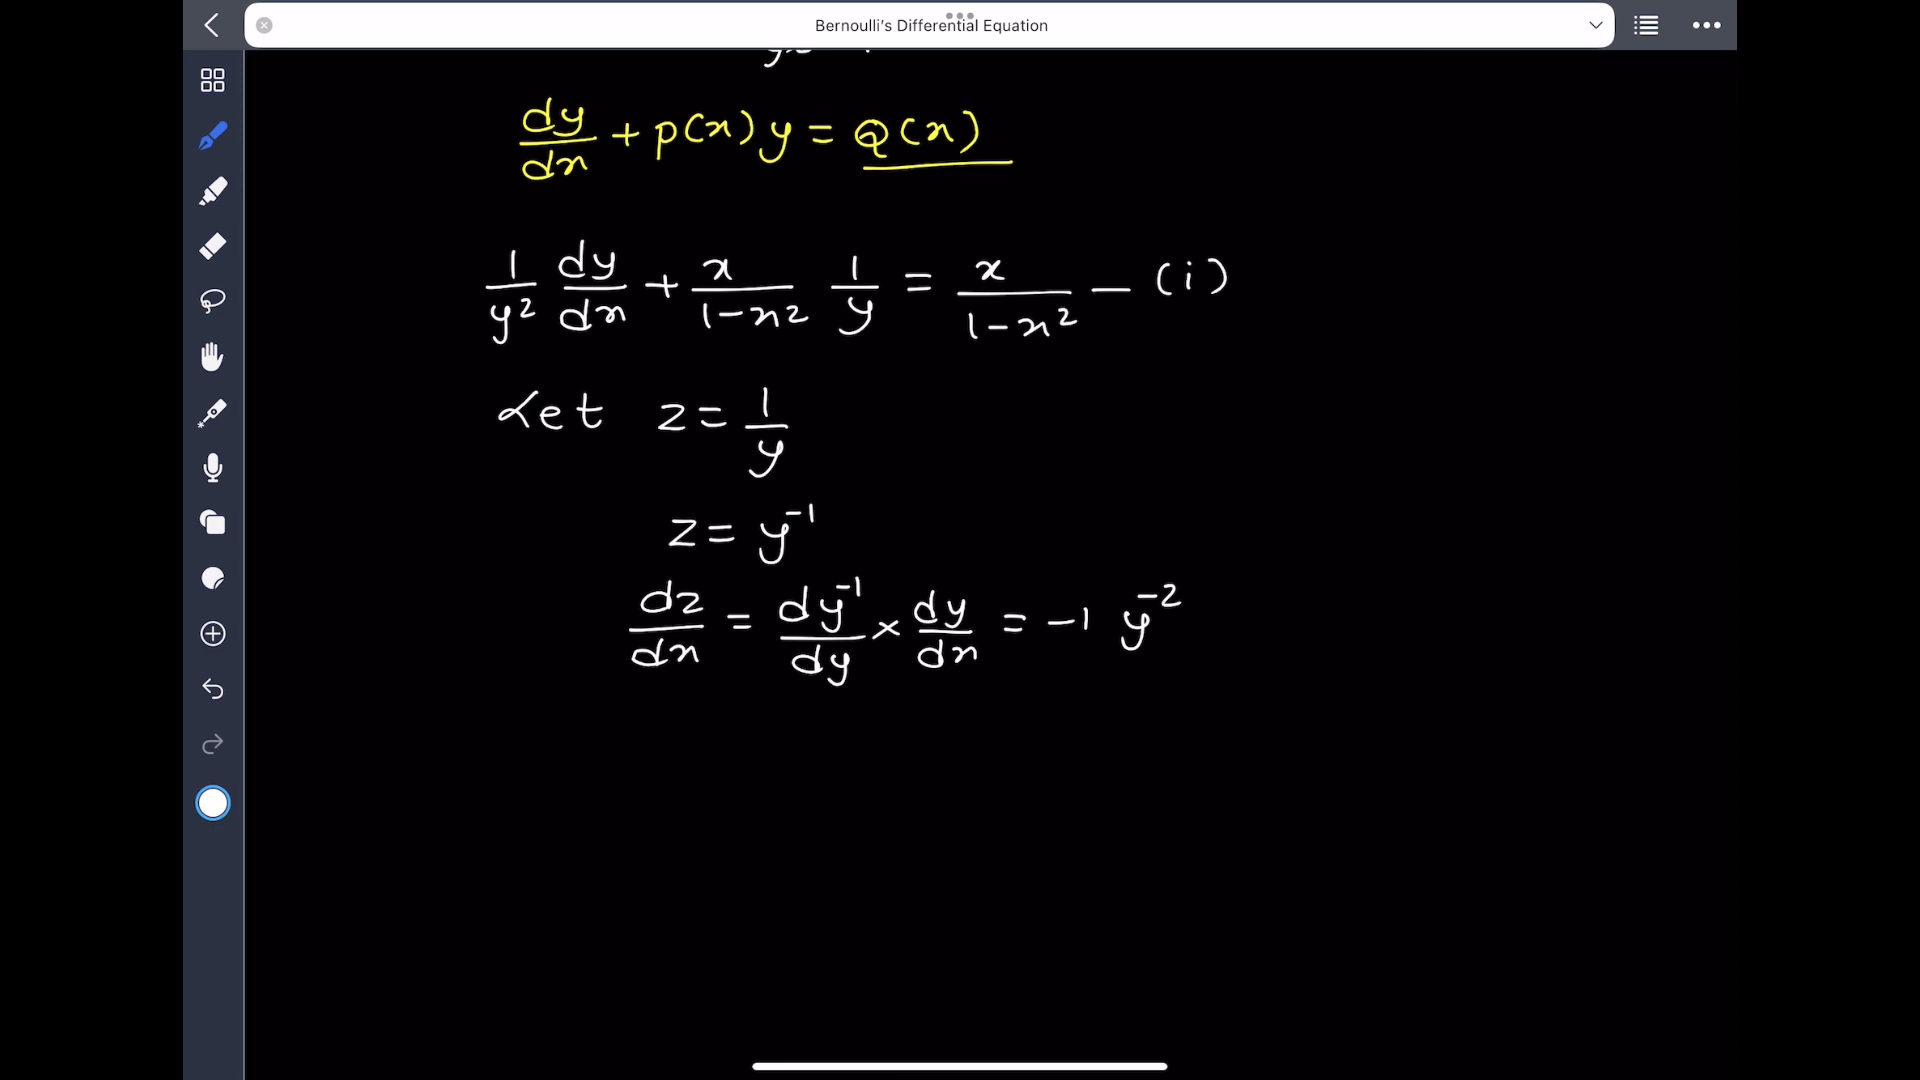 Bernoulli's Differential Equation
dy/dx + p(x) y = Q(x)
1/y² dy/dx + x/(1-x²) 1/y = x/(1-x²) — (i)
Let z = 1/y
z = y⁻¹
dz/dx = dy⁻¹/dy × dy/dx = -1 y⁻²